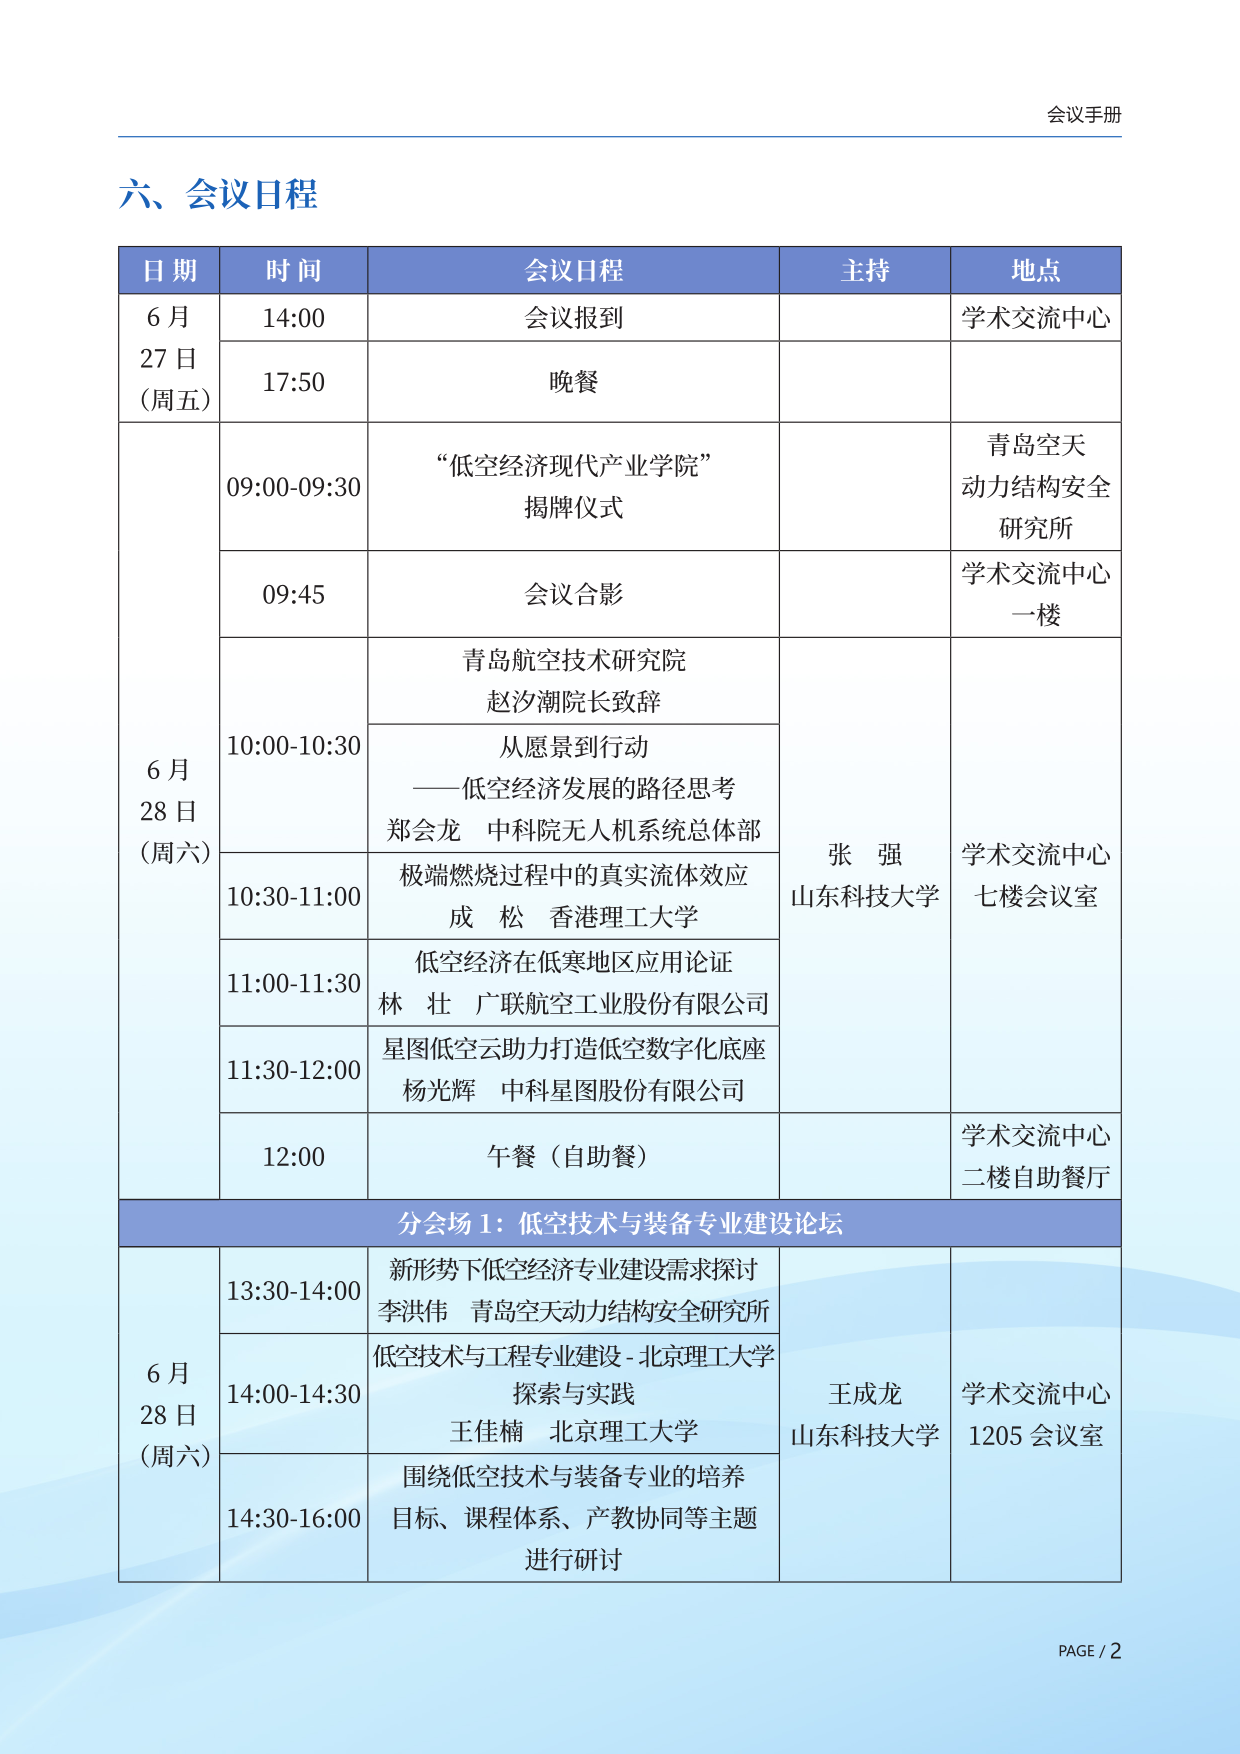 会议手册
六、会议日程
日 期 时 间 会议日程 主持 地点
6 月
27 日
（周五）
14:00 会议报到 学术交流中心
17:50 晚餐
6 月
28 日
（周六）
09:00-09:30
“低空经济现代产业学院”
揭牌仪式
青岛空天
动力结构安全
研究所
09:45 会议合影
学术交流中心
一楼
10:00-10:30
青岛航空技术研究院
赵汐潮院长致辞
从愿景到行动
——低空经济发展的路径思考
郑会龙　中科院无人机系统总体部
张　强
山东科技大学
学术交流中心
七楼会议室
10:30-11:00
极端燃烧过程中的真实流体效应
成　松　香港理工大学
11:00-11:30
低空经济在低寒地区应用论证
林　壮　广联航空工业股份有限公司
11:30-12:00
星图低空云助力打造低空数字化底座
杨光辉　中科星图股份有限公司
12:00 午餐（自助餐）
学术交流中心
二楼自助餐厅
分会场 1：低空技术与装备专业建设论坛
6 月
28 日
（周六）
13:30-14:00
新形势下低空经济专业建设需求探讨
李洪伟　青岛空天动力结构安全研究所
14:00-14:30
低空技术与工程专业建设 - 北京理工大学
探索与实践
王佳楠　北京理工大学
王成龙
山东科技大学
学术交流中心
1205 会议室
14:30-16:00
围绕低空技术与装备专业的培养
目标、课程体系、产教协同等主题
进行研讨
PAGE / 2